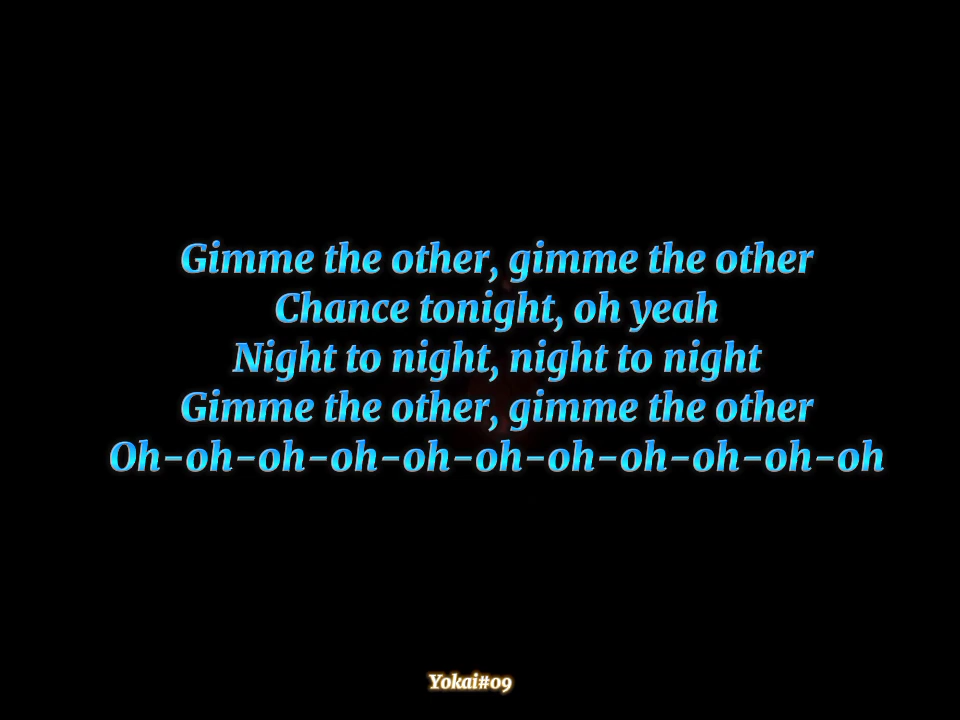 Gimme the other, gimme the other
Chance tonight, oh yeah
Night to night, night to night
Gimme the other, gimme the other
Oh-oh-oh-oh-oh-oh-oh-oh-oh-oh-oh
Yokai#09